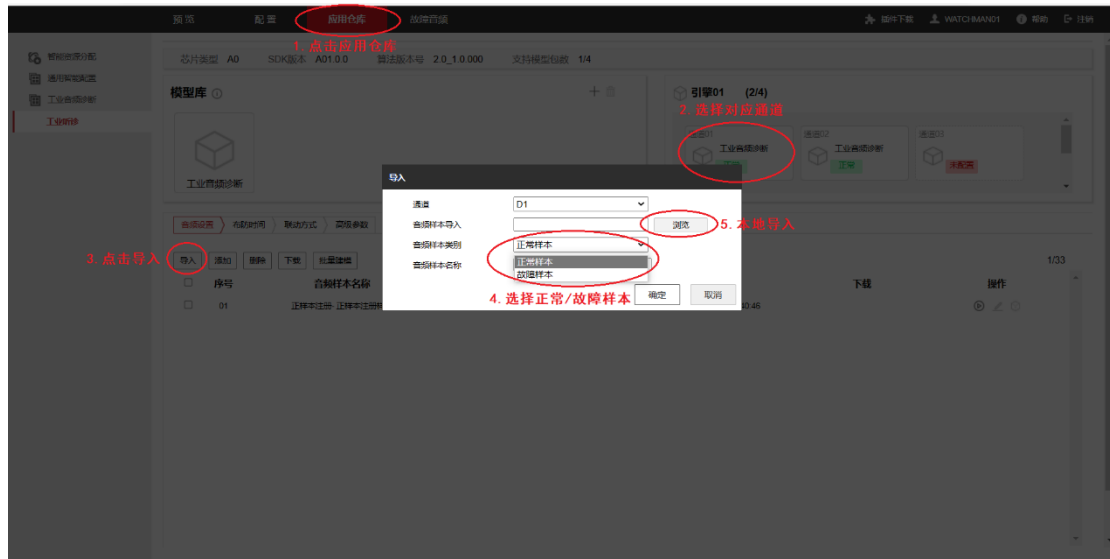 预览 配置 应用仓库 故障音频 插件下载 WATCHMAN01 帮助 注销
1. 点击应用仓库
智能资源分配
通用智能配置
工业音频诊断
工业听诊
芯片类型 A0 SDK版本 A01.0.0 算法版本号 2.0_1.0.000 支持模型包数 1/4
模型库
工业音频诊断
引擎01 (2/4)
2. 选择对应通道
通道01 通道02 通道03
工业音频诊断 工业音频诊断
正常 正常 未配置
导入
通道 D1
音频样本导入 浏览 5. 本地导入
音频样本类别 正常样本
正常样本
故障样本
音频样本名称
4. 选择正常/故障样本 确定 取消
音频设置 布防时间 联动方式 高级参数
3. 点击导入 导入 添加 删除 下载 批量建模 1/33
序号 音频样本名称 下载 操作
01 正样本注册-正样本注册 40:46